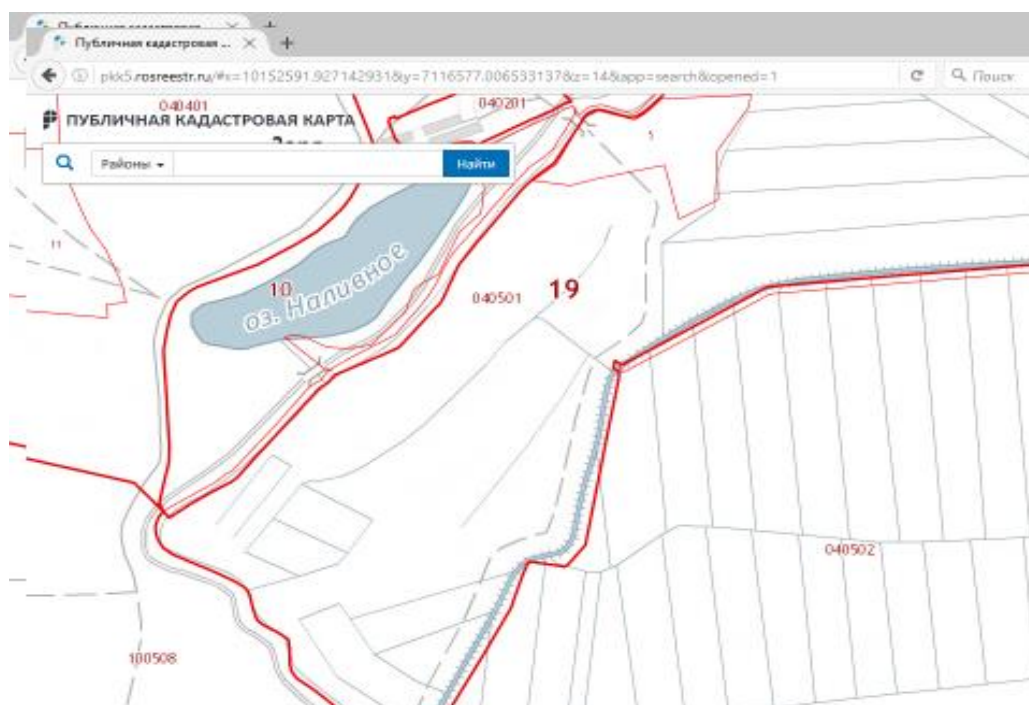 Публичная кадастровая ... × +
pkk5.rosreestr.ru/#x=10152591.927142931&y=7116577.006593137&z=14&app=search&opened=1
Поиск
040401
040201
ПУБЛИЧНАЯ КАДАСТРОВАЯ КАРТА
Районы
Найти
1
11
10
оз. Наливное
040501
19
040502
100508